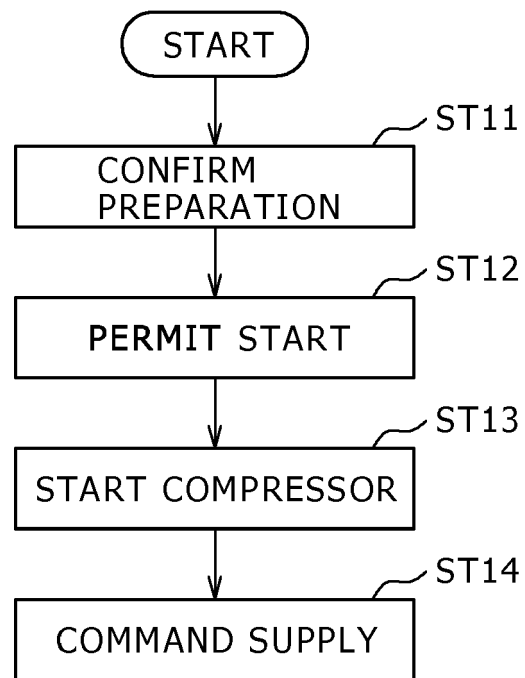 START
ST11
CONFIRM
PREPARATION
ST12
PERMIT START
ST13
START COMPRESSOR
ST14
COMMAND SUPPLY